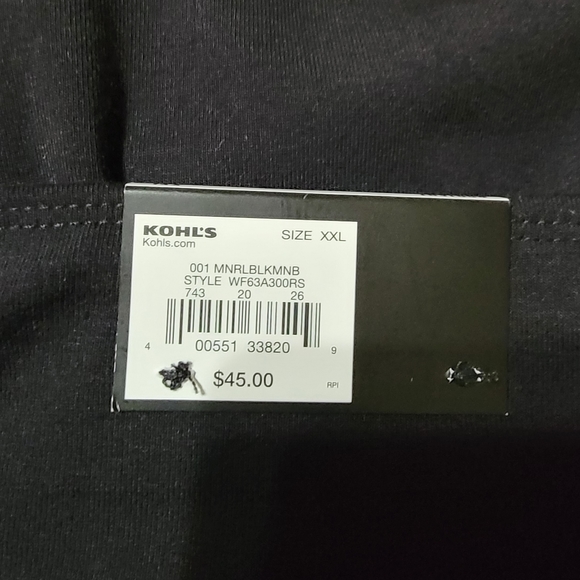 KOHL'S SIZE XXL
Kohls.com
001 MNRLBLKMNB
STYLE WF63A300RS
743 20 26
4 00551 33820 9
$45.00 RPI